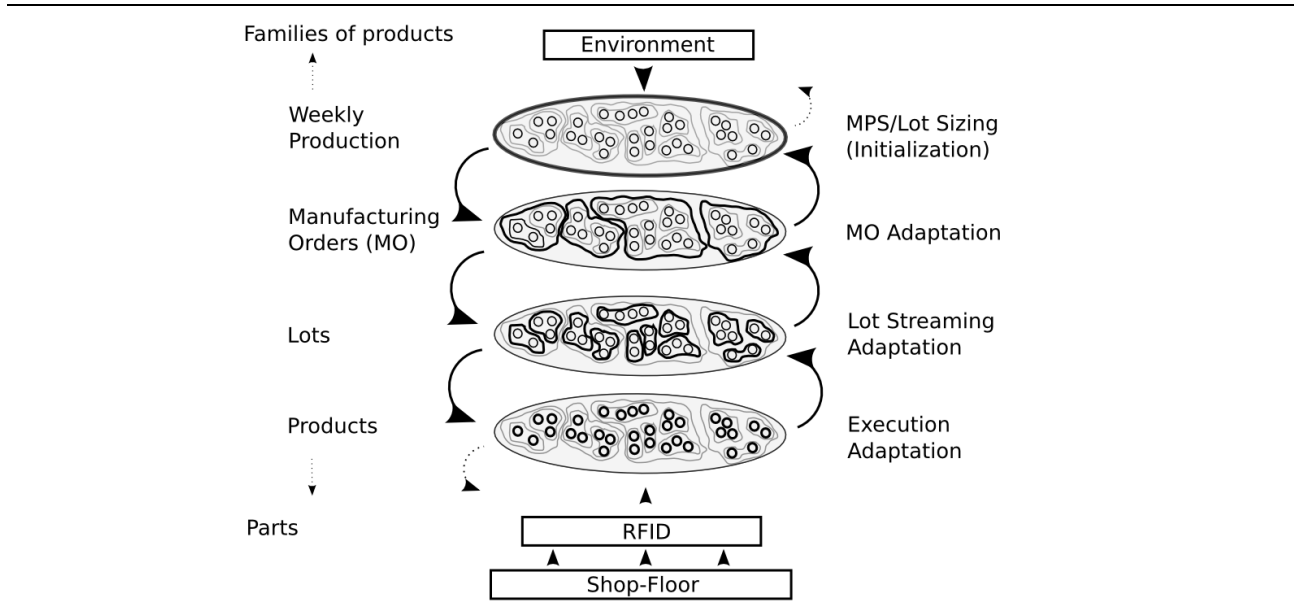 Families of products
Environment
Weekly
Production
MPS/Lot Sizing
(Initialization)
Manufacturing
Orders (MO)
MO Adaptation
Lots
Lot Streaming
Adaptation
Products
Execution
Adaptation
Parts
RFID
Shop-Floor